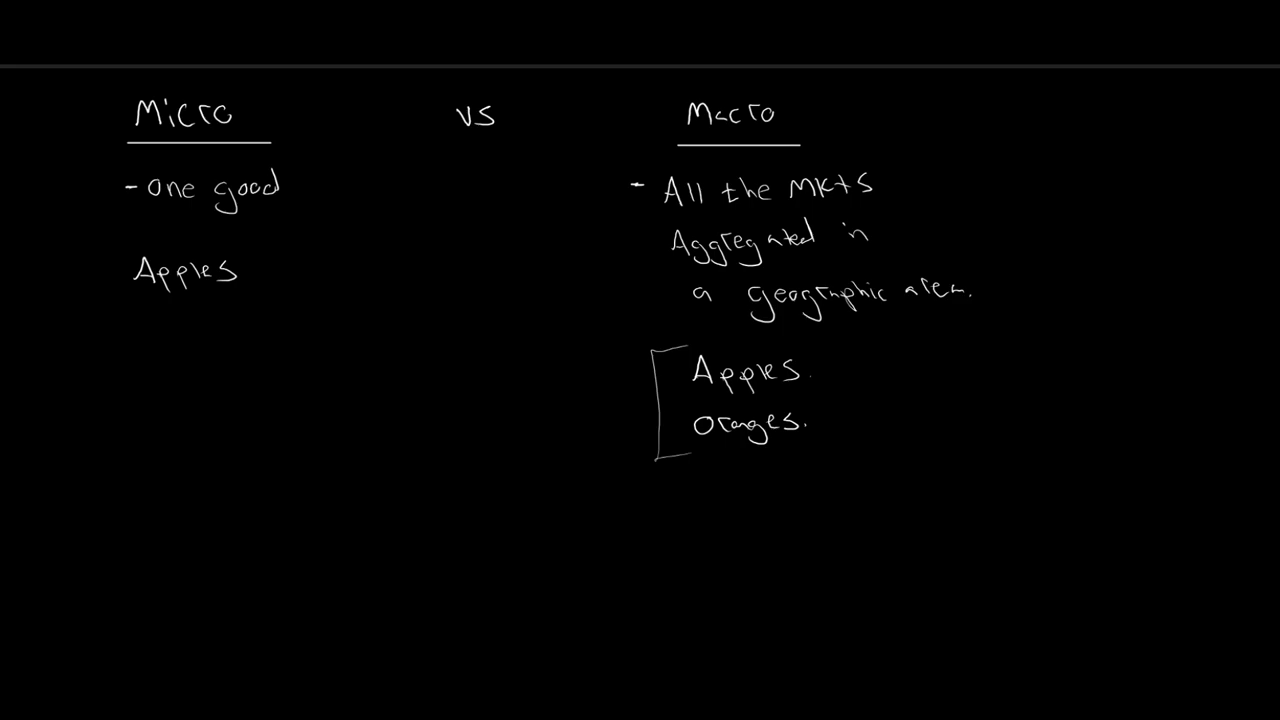 Micro vs Macro
- One good
Apples
- All the Mkts
Aggregated in
a geographic area.
Apples.
Oranges.